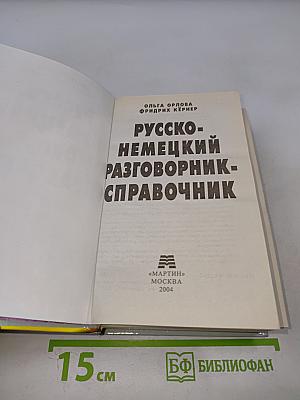 ОЛЬГА ОРЛОВА
ФРИДРИХ КЁРНЕР
РУССКО-
НЕМЕЦКИЙ
РАЗГОВОРНИК-
СПРАВОЧНИК
«МАРТИН»
МОСКВА
2004
15 см
БФ БИБЛИОФАН